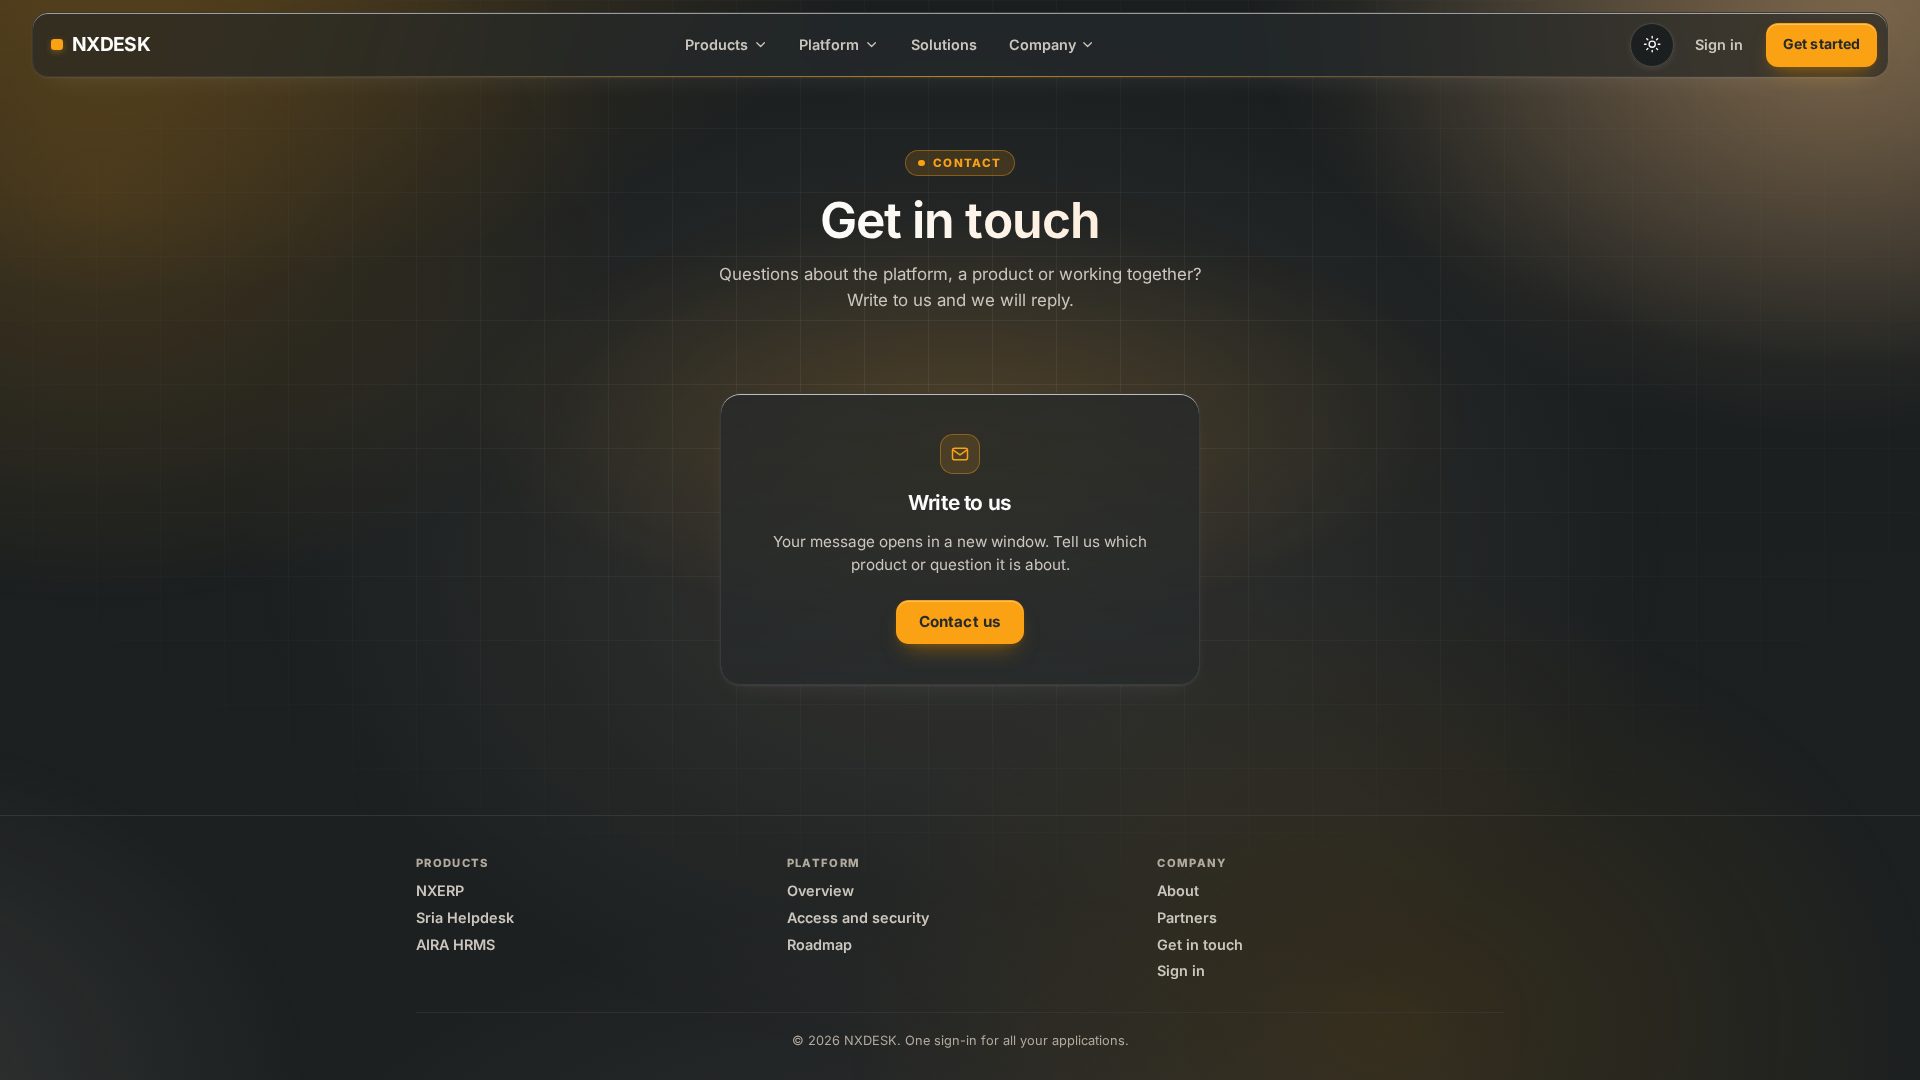 NXDESK
Products
Platform
Solutions
Company
Sign in
Get started
CONTACT
Get in touch
Questions about the platform, a product or working together?
Write to us and we will reply.
Write to us
Your message opens in a new window. Tell us which
product or question it is about.
Contact us
PRODUCTS
NXERP
Sria Helpdesk
AIRA HRMS
PLATFORM
Overview
Access and security
Roadmap
COMPANY
About
Partners
Get in touch
Sign in
© 2026 NXDESK. One sign-in for all your applications.